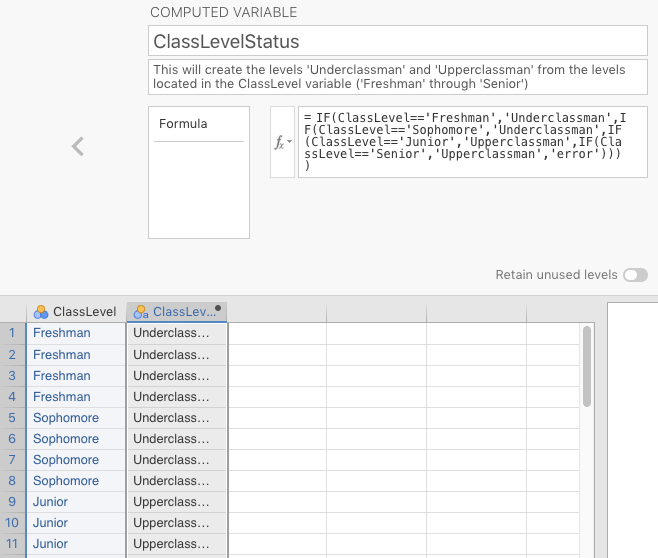 COMPUTED VARIABLE
ClassLevelStatus
This will create the levels 'Underclassman' and 'Upperclassman' from the levels
located in the ClassLevel variable ('Freshman' through 'Senior')
Formula
fx
= IF(ClassLevel=='Freshman','Underclassman',I
F(ClassLevel=='Sophomore','Underclassman',IF
(ClassLevel=='Junior','Upperclassman',IF(Cla
ssLevel=='Senior','Upperclassman','error')))
)
Retain unused levels
ClassLevel a ClassLev...
1 Freshman Underclass...
2 Freshman Underclass...
3 Freshman Underclass...
4 Freshman Underclass...
5 Sophomore Underclass...
6 Sophomore Underclass...
7 Sophomore Underclass...
8 Sophomore Underclass...
9 Junior Upperclass...
10 Junior Upperclass...
11 Junior Upperclass...